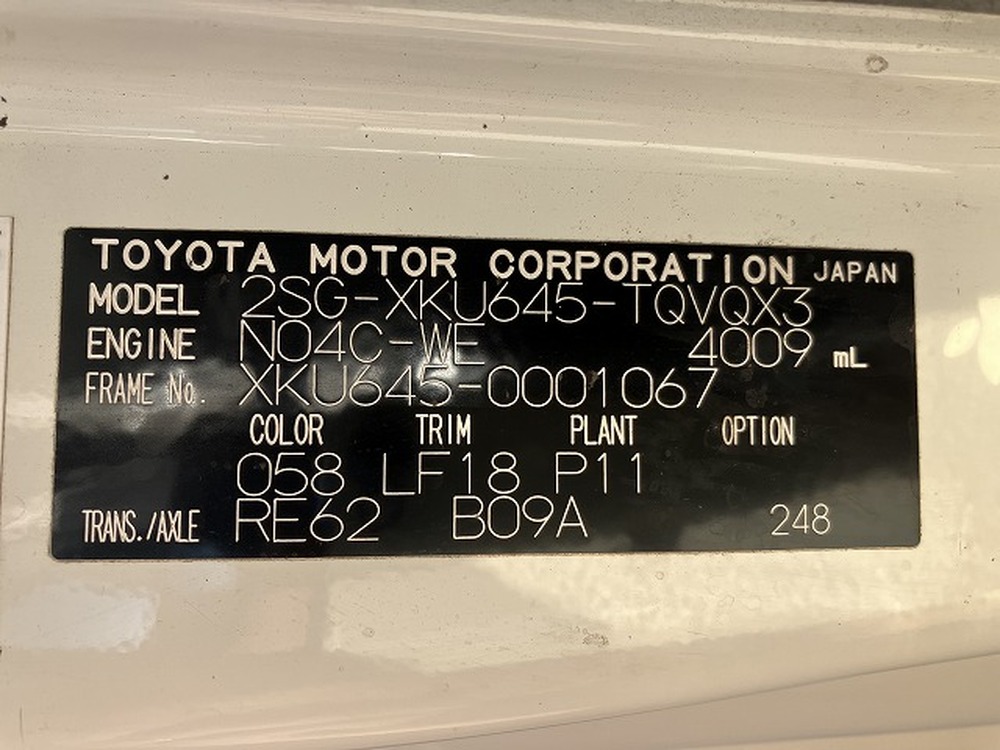 TOYOTA MOTOR CORPORATION JAPAN
MODEL 2SG-XKU645-TQVQX3
ENGINE N04C-WE 4009 mL
FRAME No. XKU645-0001067
COLOR TRIM PLANT OPTION
058 LF18 P11
TRANS./AXLE RE62 B09A 248